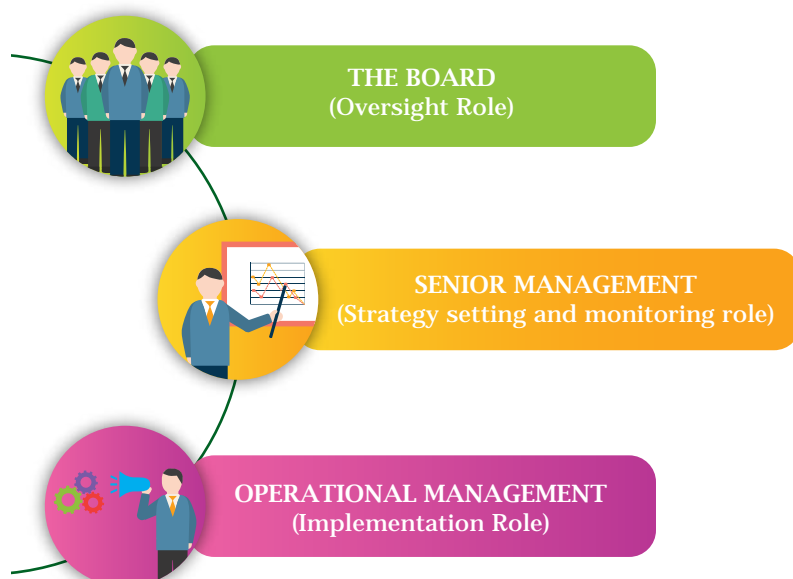 THE BOARD
(Oversight Role)
SENIOR MANAGEMENT
(Strategy setting and monitoring role)
OPERATIONAL MANAGEMENT
(Implementation Role)